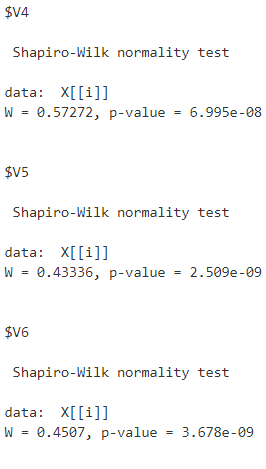 $V4
Shapiro-Wilk normality test
data:  X[[i]]
W = 0.57272, p-value = 6.995e-08
$V5
Shapiro-Wilk normality test
data:  X[[i]]
W = 0.43336, p-value = 2.509e-09
$V6
Shapiro-Wilk normality test
data:  X[[i]]
W = 0.4507, p-value = 3.678e-09